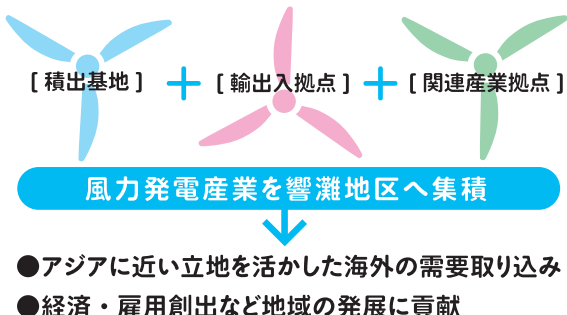 [ 積出基地 ] + [ 輸出入拠点 ] + [ 関連産業拠点 ]
風力発電産業を響灘地区へ集積
●アジアに近い立地を活かした海外の需要取り込み
●経済・雇用創出など地域の発展に貢献